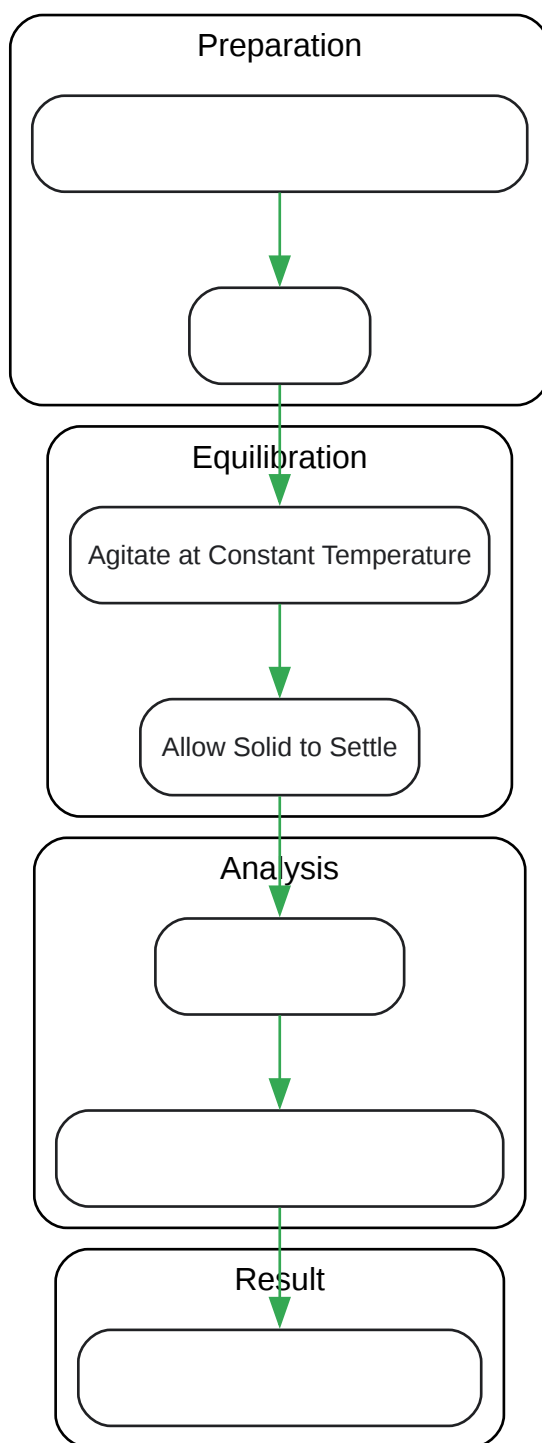 Preparation
Equilibration
Agitate at Constant Temperature
Allow Solid to Settle
Analysis
Result